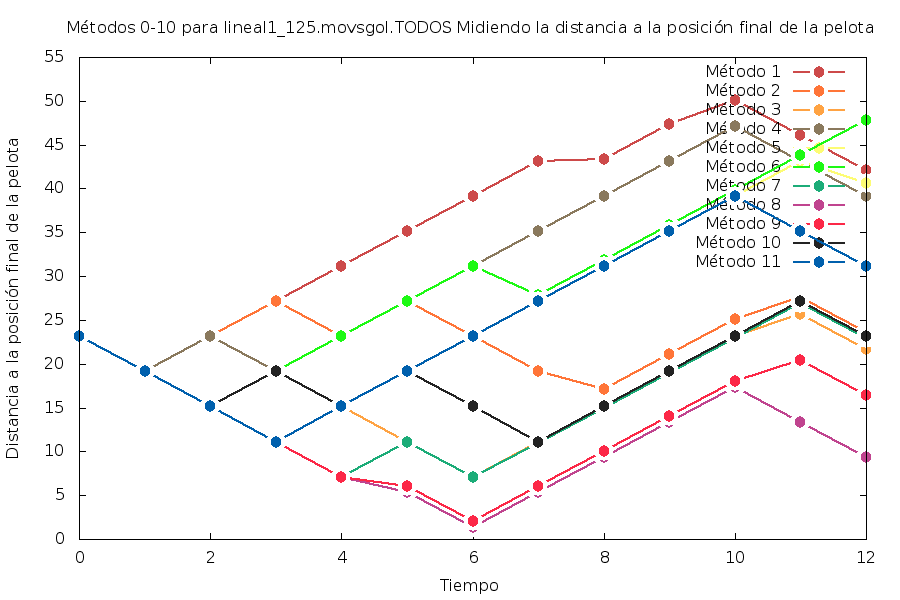 Métodos 0-10 para lineal1_125.movsgol.TODOS Midiendo la distancia a la posición final de la pelota
Distancia a la posición final de la pelota
55
50
45
40
35
30
25
20
15
10
5
0
Método 1
Método 2
Método 3
Método 4
Método 5
Método 6
Método 7
Método 8
Método 9
Método 10
Método 11
0 2 4 6 8 10 12
Tiempo